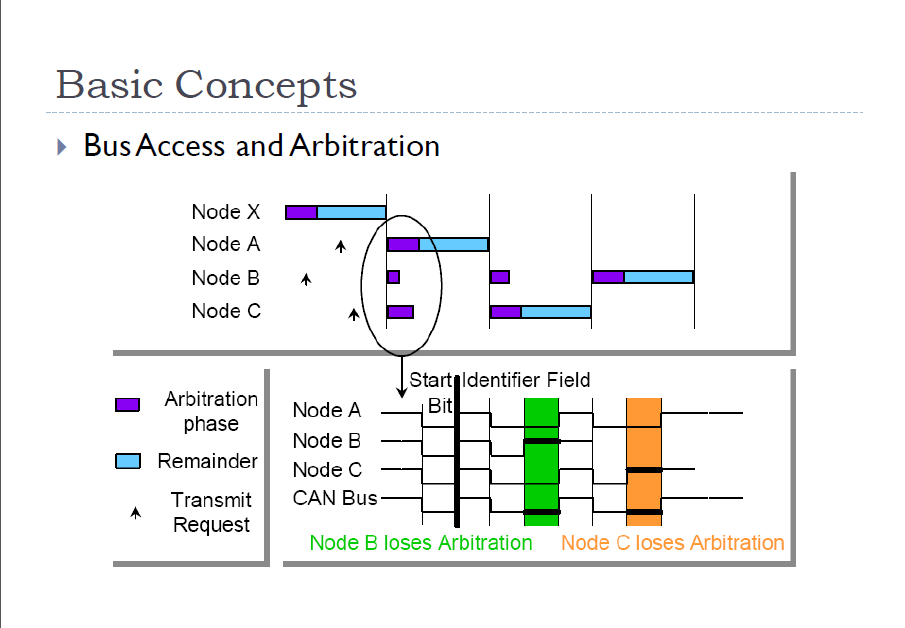 Basic Concepts
Bus Access and Arbitration
Node X
Node A
Node B
Node C
Arbitration
phase
Remainder
Transmit
Request
Start Identifier Field
Bit
Node A
Node B
Node C
CAN Bus
Node B loses Arbitration
Node C loses Arbitration